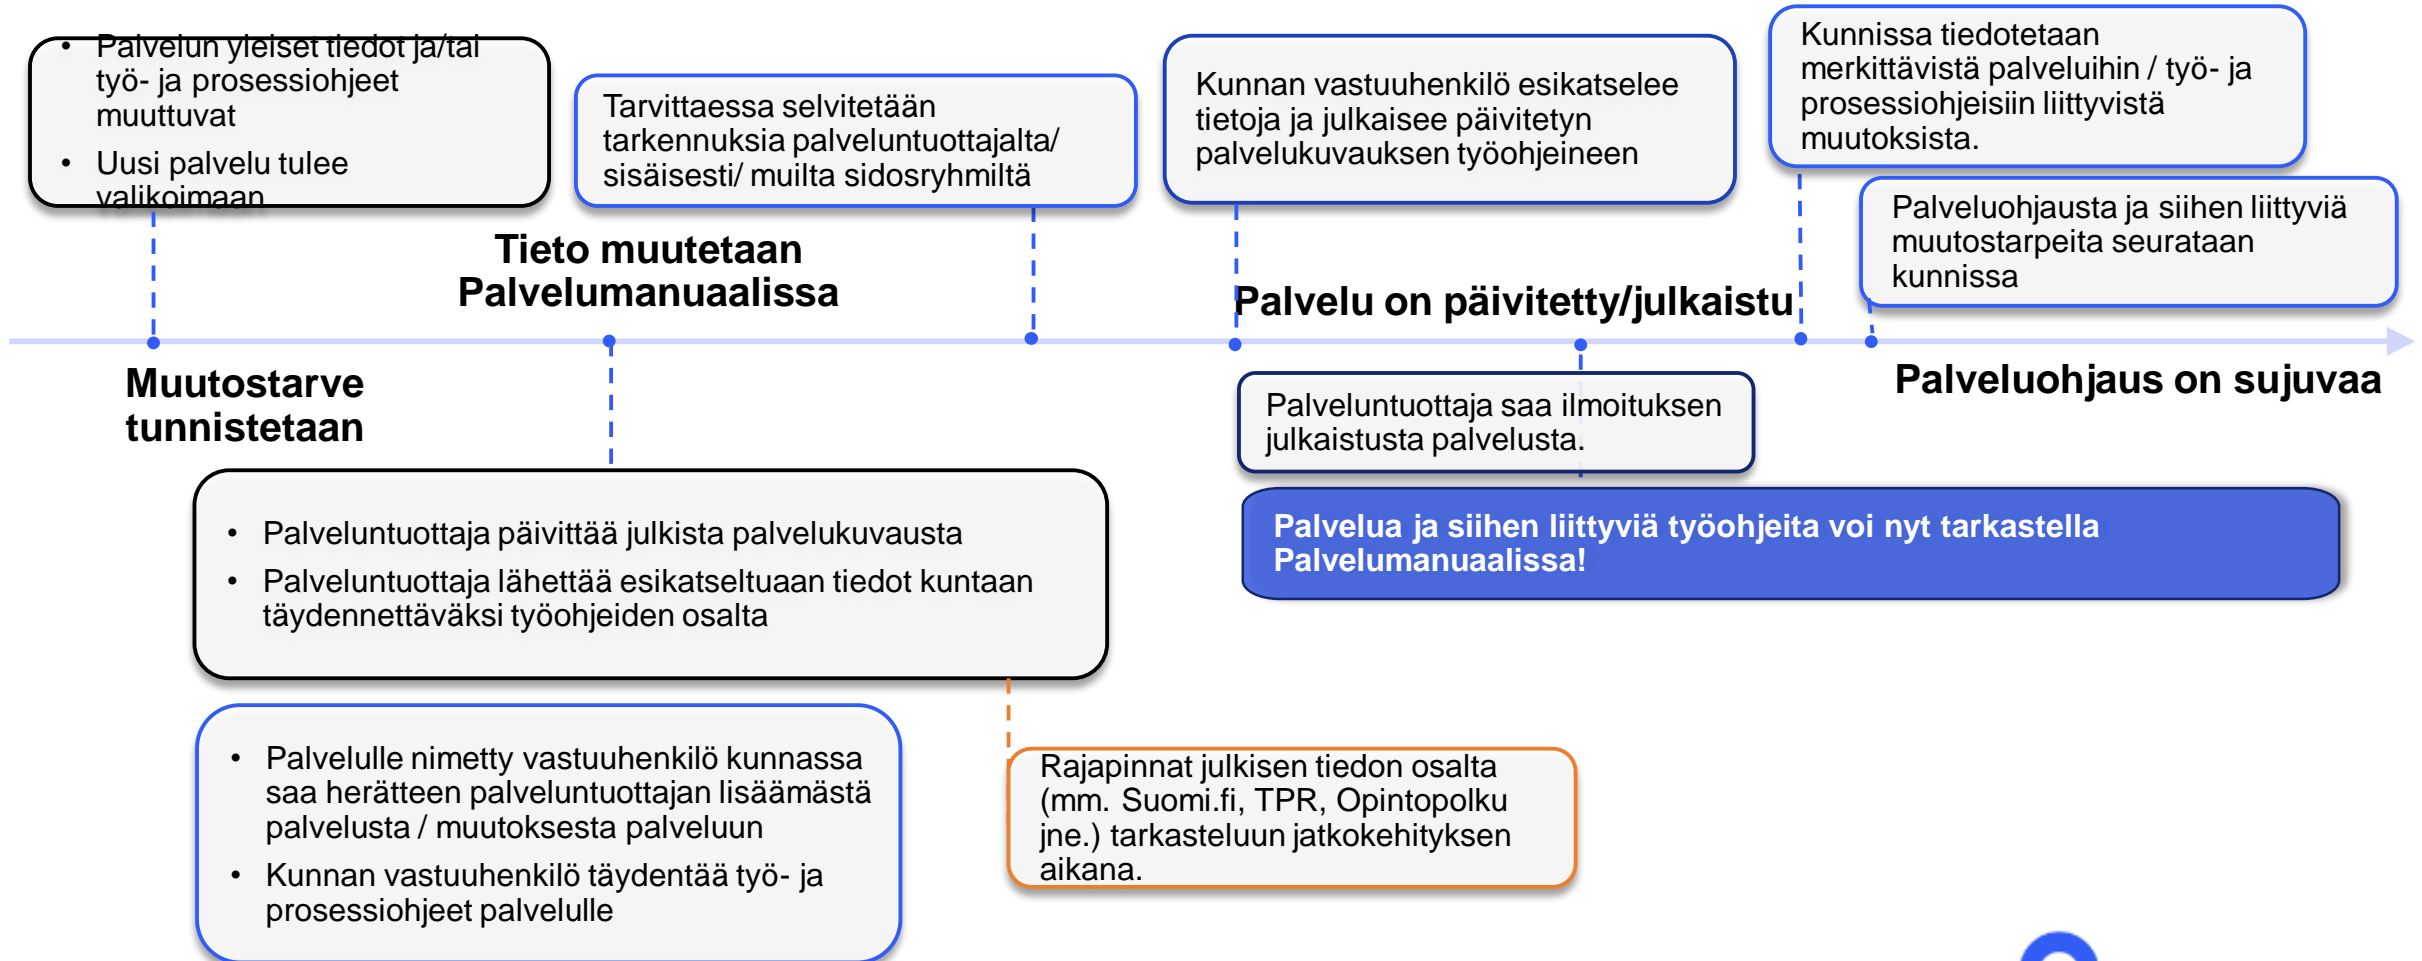 • Palvelun yleiset tiedot ja/tai
työ- ja prosessiohjeet
muuttuvat
• Uusi palvelu tulee
valikoimaan
Tarvittaessa selvitetään
tarkennuksia palveluntuottajalta/
sisäisesti/ muilta sidosryhmiltä
Kunnan vastuuhenkilö esikatselee
tietoja ja julkaisee päivitetyn
palvelukuvauksen työohjeineen
Kunnissa tiedotetaan
merkittävistä palveluihin / työ- ja
prosessiohjeisiin liittyvistä
muutoksista.
Palveluohjausta ja siihen liittyviä
muutostarpeita seurataan
kunnissa
Tieto muutetaan
Palvelumanuaalissa
Palvelu on päivitetty/julkaistu
Muutostarve
tunnistetaan
Palveluohjaus on sujuvaa
Palveluntuottaja saa ilmoituksen
julkaistusta palvelusta.
Palvelua ja siihen liittyviä työohjeita voi nyt tarkastella
Palvelumanuaalissa!
• Palveluntuottaja päivittää julkista palvelukuvausta
• Palveluntuottaja lähettää esikatseltuaan tiedot kuntaan
täydennettäväksi työohjeiden osalta
• Palvelulle nimetty vastuuhenkilö kunnassa
saa herätteen palveluntuottajan lisäämästä
palvelusta / muutoksesta palveluun
• Kunnan vastuuhenkilö täydentää työ- ja
prosessiohjeet palvelulle
Rajapinnat julkisen tiedon osalta
(mm. Suomi.fi, TPR, Opintopolku
jne.) tarkasteluun jatkokehityksen
aikana.